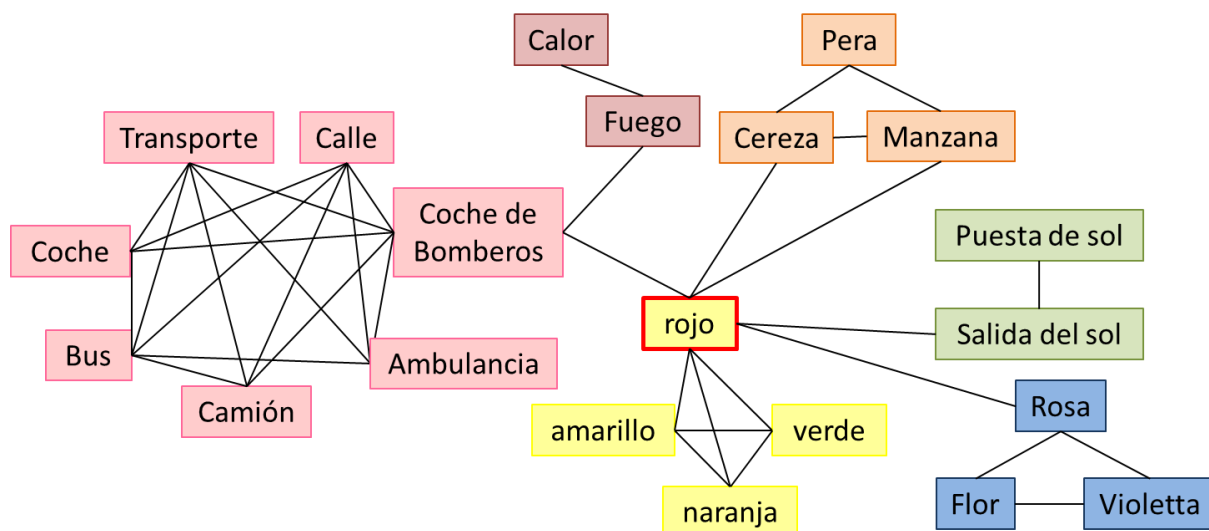 Calor
Pera
Fuego
Cereza
Manzana
Transporte
Calle
Coche de
Bomberos
Coche
Bus
Camión
Ambulancia
Puesta de sol
Salida del sol
rojo
amarillo
verde
naranja
Rosa
Flor
Violetta